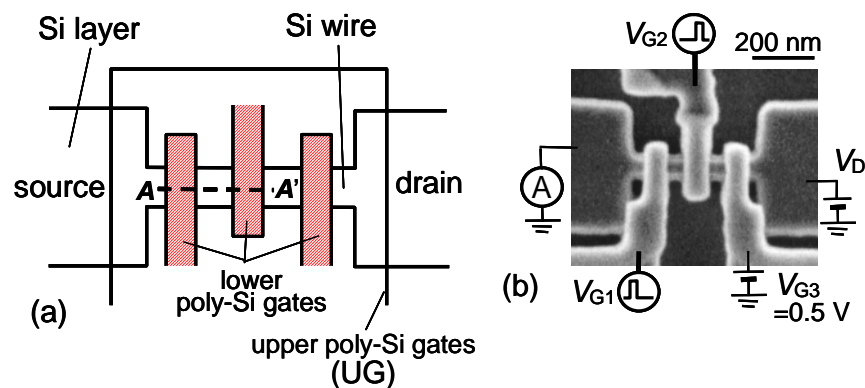 Si layer
Si wire
source
A
A'
drain
lower
poly-Si gates
(a)
upper poly-Si gates
(UG)
VG2
200 nm
A
VD
(b)
VG1
VG3
=0.5 V